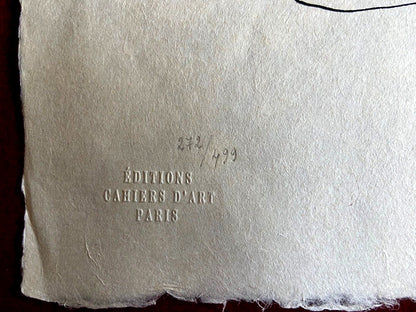 272/499
ÉDITIONS
CAHIERS D'ART
PARIS